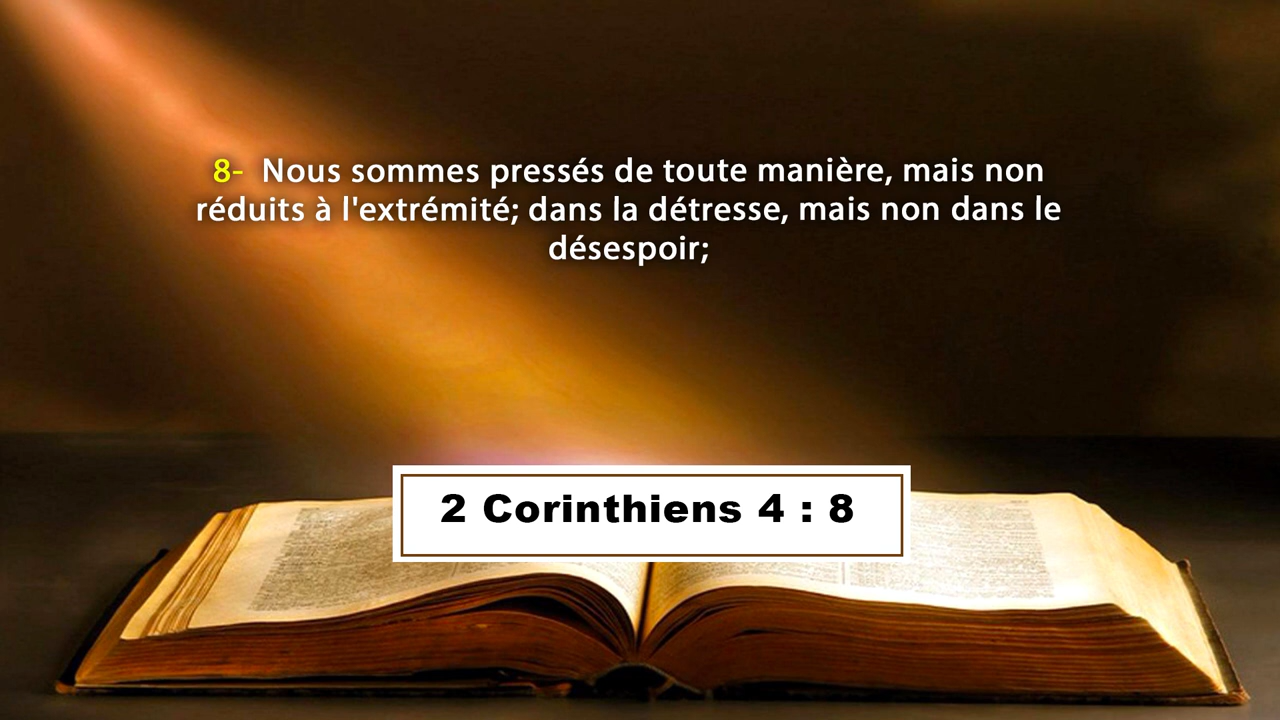 8- Nous sommes pressés de toute manière, mais non
réduits à l'extrémité; dans la détresse, mais non dans le
désespoir;
2 Corinthiens 4 : 8